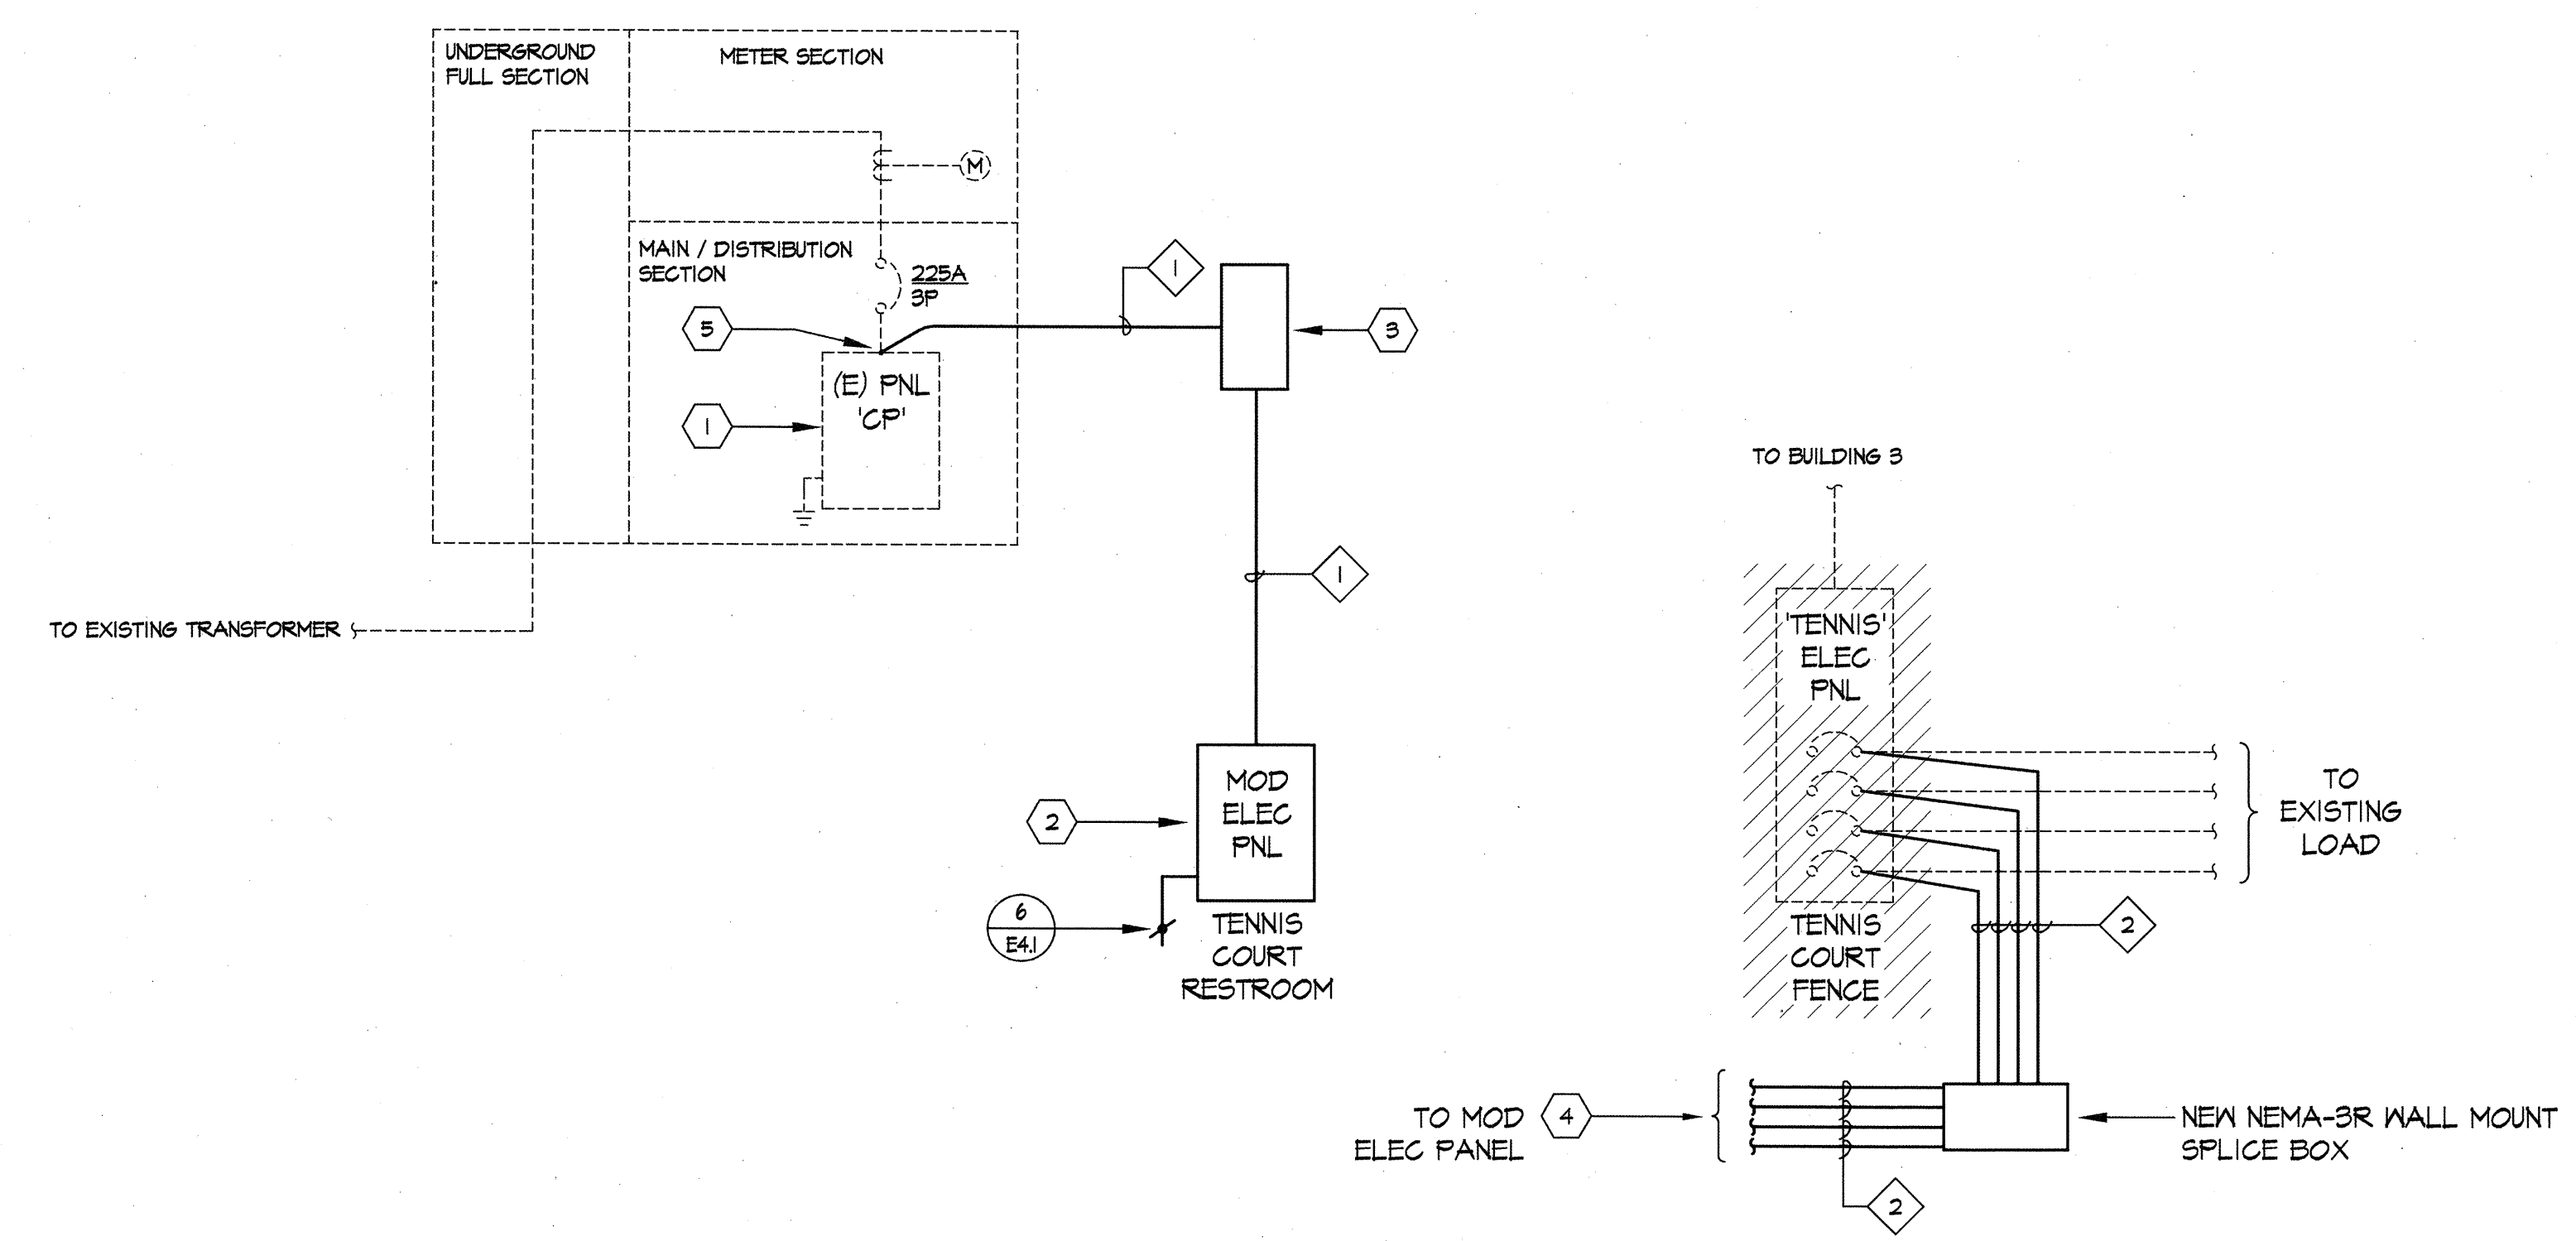 UNDERGROUND
FULL SECTION
METER SECTION
M
MAIN / DISTRIBUTION
SECTION
225A
3P
1
5
3
(E) PNL
'CP'
1
TO EXISTING TRANSFORMER
1
MOD
ELEC
PNL
2
6
E4.1
TENNIS
COURT
RESTROOM
TO BUILDING 3
'TENNIS'
ELEC
PNL
TO
EXISTING
LOAD
TENNIS
COURT
FENCE
2
TO MOD
ELEC PANEL
4
NEW NEMA-3R WALL MOUNT
SPLICE BOX
2